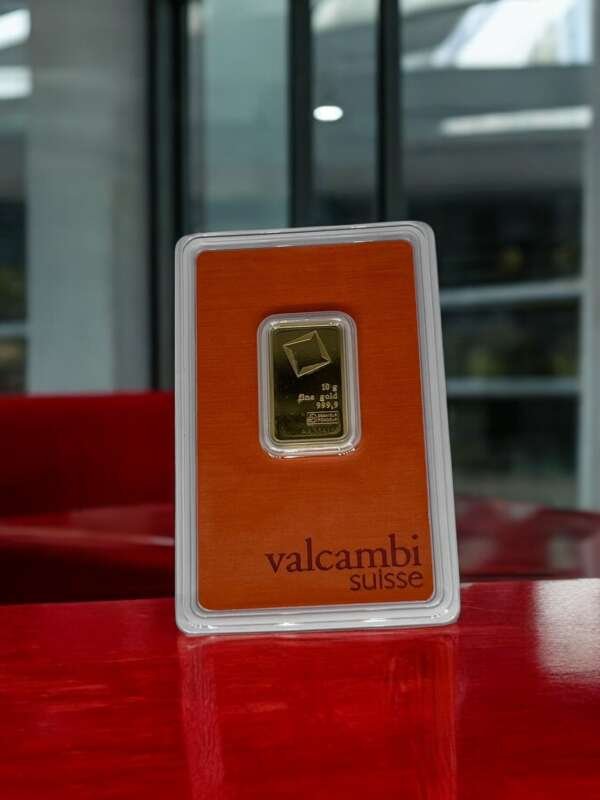 10 g
fine gold
999,9
valcambi
suisse